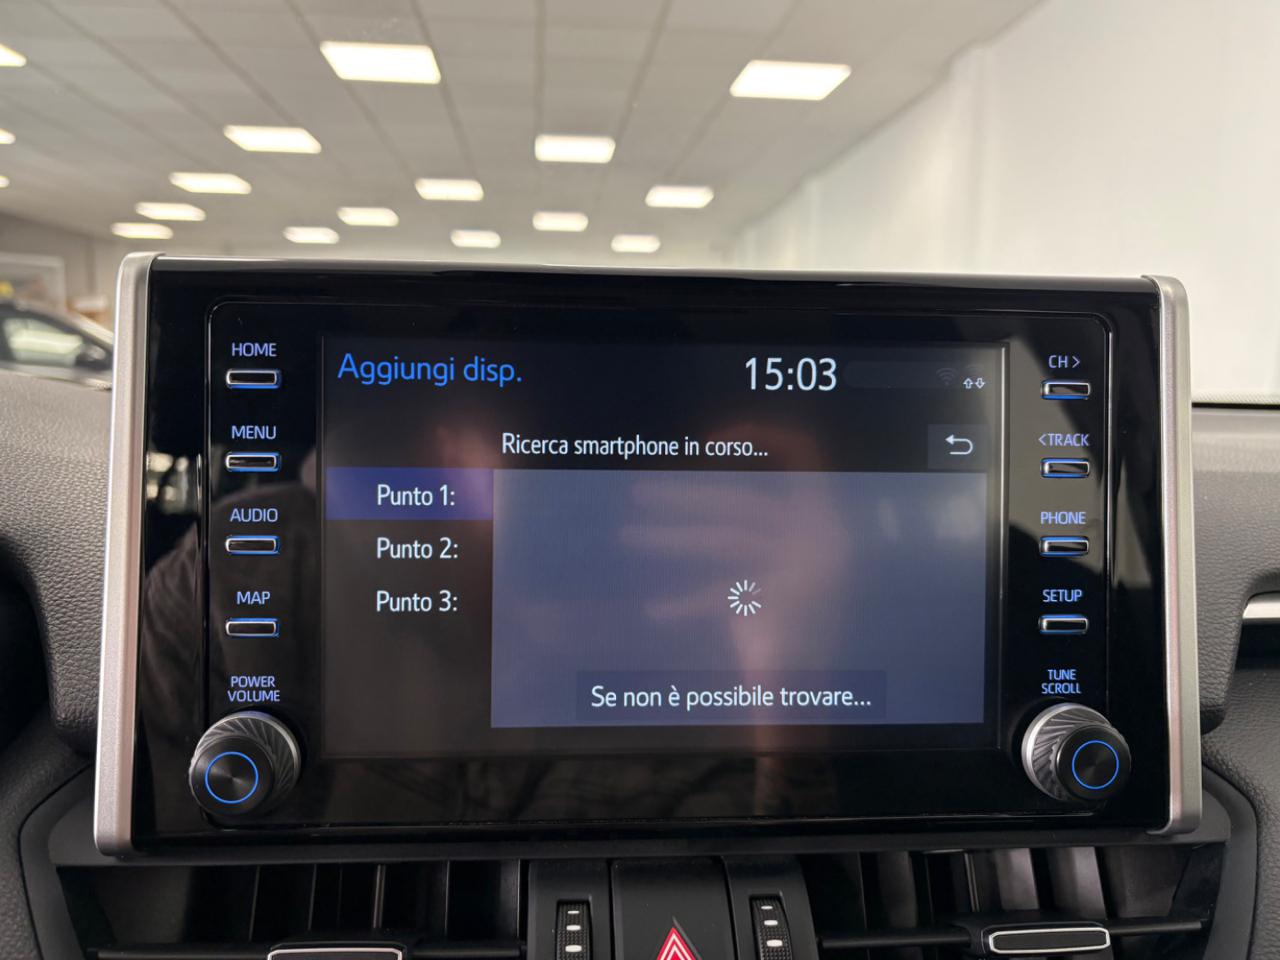 HOME
MENU
AUDIO
MAP
POWER
VOLUME
Aggiungi disp.
15:03
Ricerca smartphone in corso...
Punto 1:
Punto 2:
Punto 3:
Se non è possibile trovare...
CH >
<TRACK
PHONE
SETUP
TUNE
SCROLL